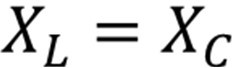 X_L = X_C